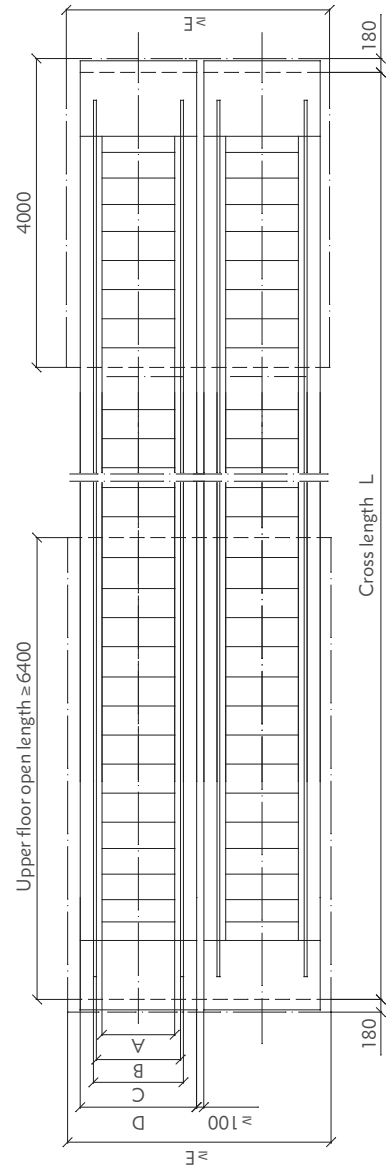 180
≥E
4000
Upper floor open length ≥ 6400
Cross length L
180
A
B
C
D
≥100
≥E